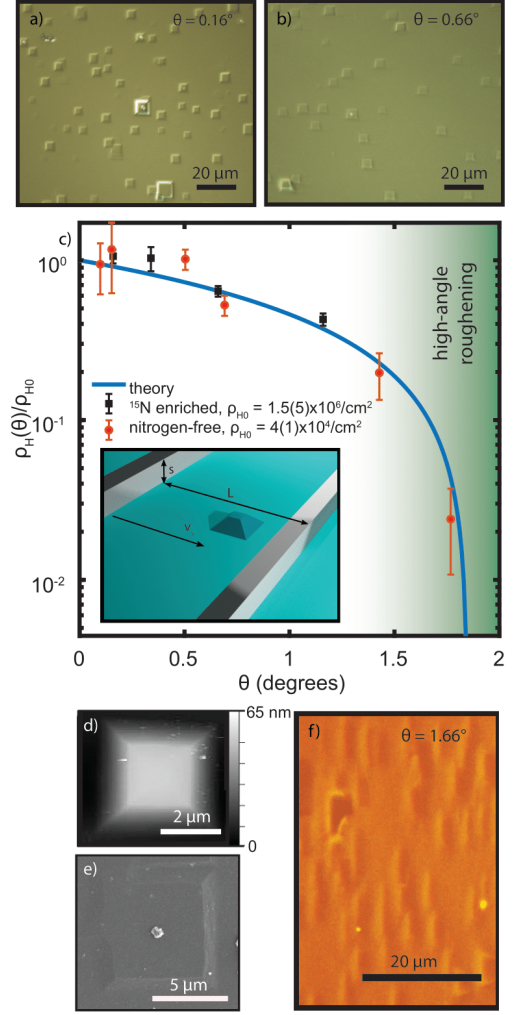 a)
θ = 0.16°
20 μm
b)
θ = 0.66°
20 μm
c)
10⁰
10⁻¹
10⁻²
ρH(θ)/ρH0
high-angle
roughening
theory
¹⁵N enriched, ρH0 = 1.5(5)x10⁶/cm²
nitrogen-free, ρH0 = 4(1)x10⁴/cm²
s
L
v
0
0.5
1
1.5
2
θ (degrees)
d)
65 nm
0
2 μm
e)
5 μm
f)
θ = 1.66°
20 μm